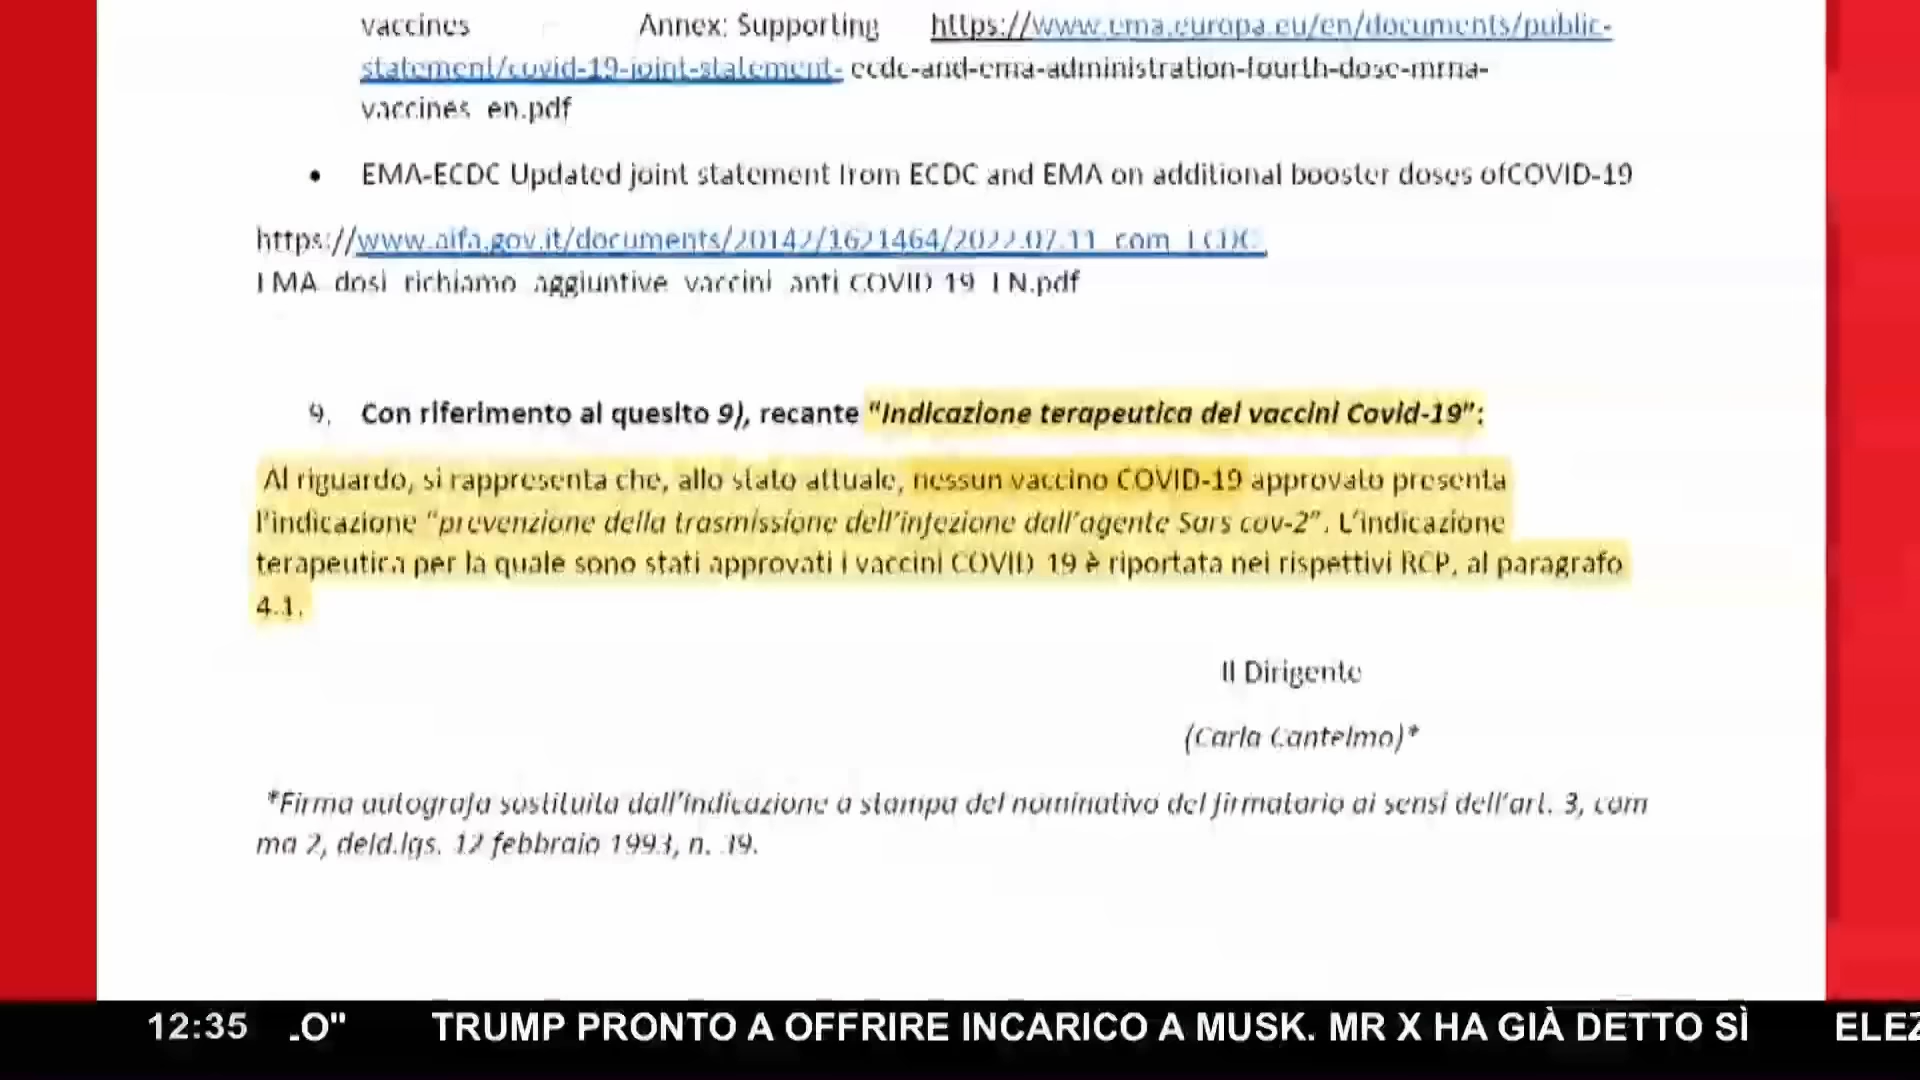 vaccines Annex: Supporting https://www.ema.europa.eu/en/documents/public-
statement/covid-19-joint-statement- ecdc-and-ema-administration-fourth-dose-mrna-
vaccines_en.pdf
• EMA-ECDC Updated joint statement from ECDC and EMA on additional booster doses ofCOVID-19
https://www.aifa.gov.it/documents/20142/1621464/2022.07.11_com_ECDC_
EMA_dosi_richiamo_aggiuntive_vaccini_anti COVID_19_EN.pdf
9. Con riferimento al quesito 9), recante “Indicazione terapeutica dei vaccini Covid-19”:
Al riguardo, si rappresenta che, allo stato attuale, nessun vaccino COVID-19 approvato presenta
l’indicazione “prevenzione della trasmissione dell’infezione dall’agente Sars cov-2”. L’indicazione
terapeutica per la quale sono stati approvati i vaccini COVID 19 è riportata nei rispettivi RCP, al paragrafo
4.1.
Il Dirigente
(Carla Cantelmo)*
*Firma autografa sostituita dall’indicazione a stampa del nominativo del firmatario ai sensi dell’art. 3, com
ma 2, deld.lgs. 12 febbraio 1993, n. 39.
12:35 LO" TRUMP PRONTO A OFFRIRE INCARICO A MUSK. MR X HA GIÀ DETTO SÌ ELEZ